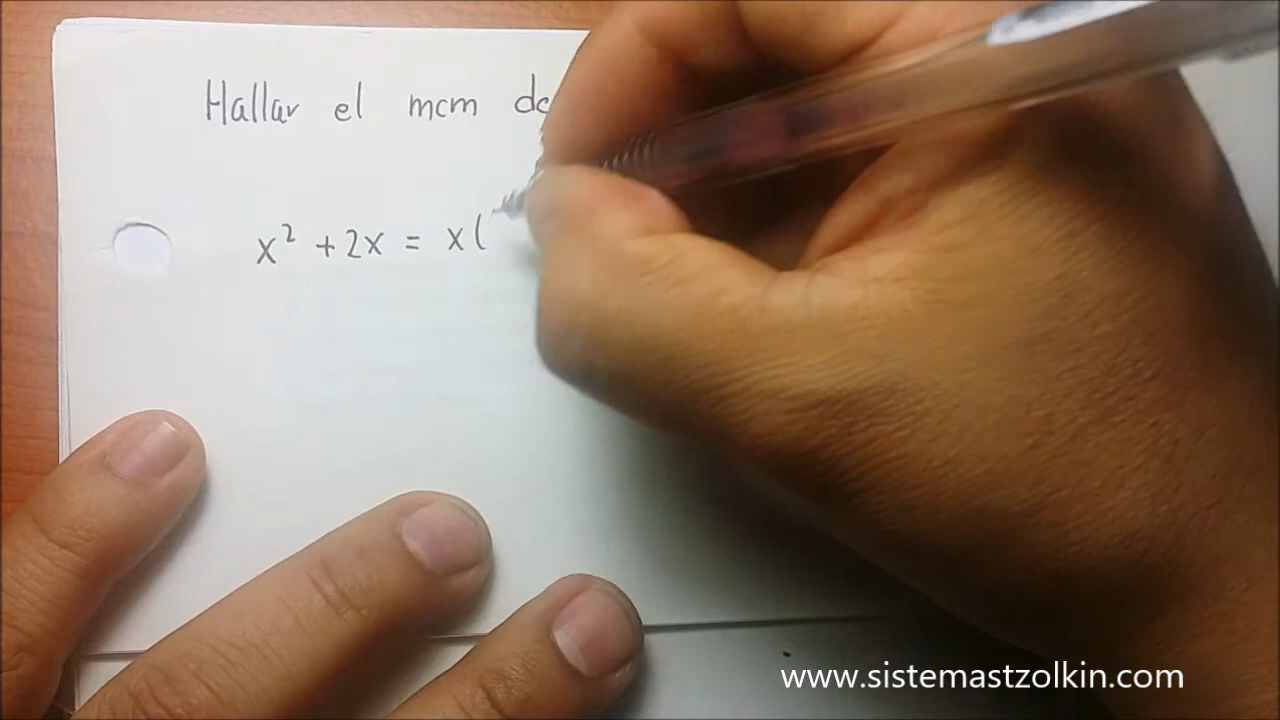 Hallar el mcm de
x² + 2x = x(
www.sistemastzolkin.com